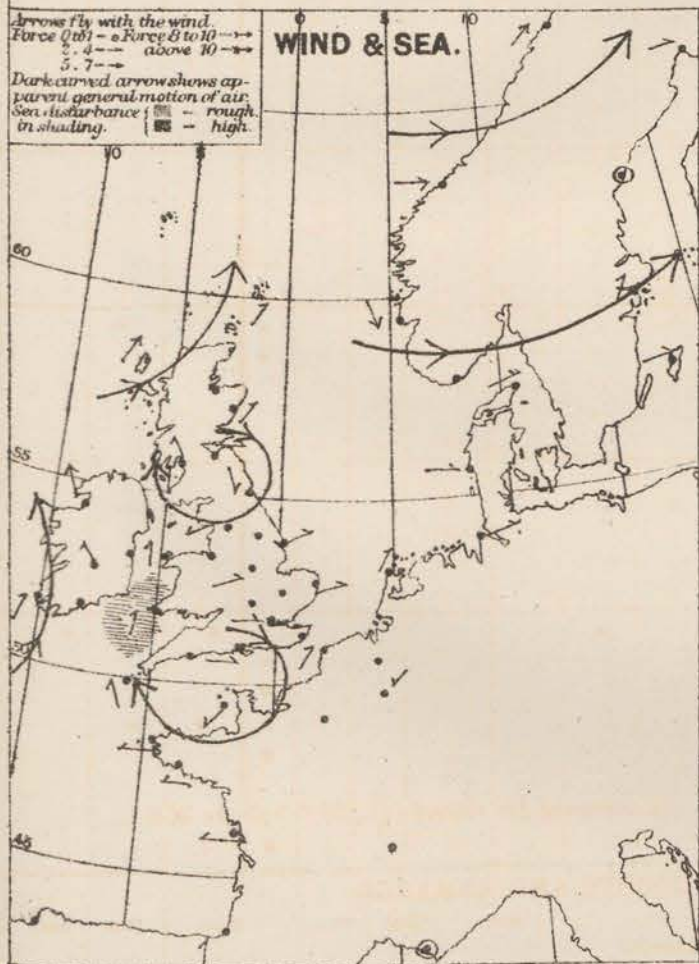 Arrows fly with the wind.
Force 0 to 1 - Force 8 to 10
2. 4 above 10
5. 7
WIND & SEA.
Dark curved arrow shows ap-
parent general motion of air.
Sea disturbance - rough.
in shading. - high.
10 5 0 5 10
60
55
50
45